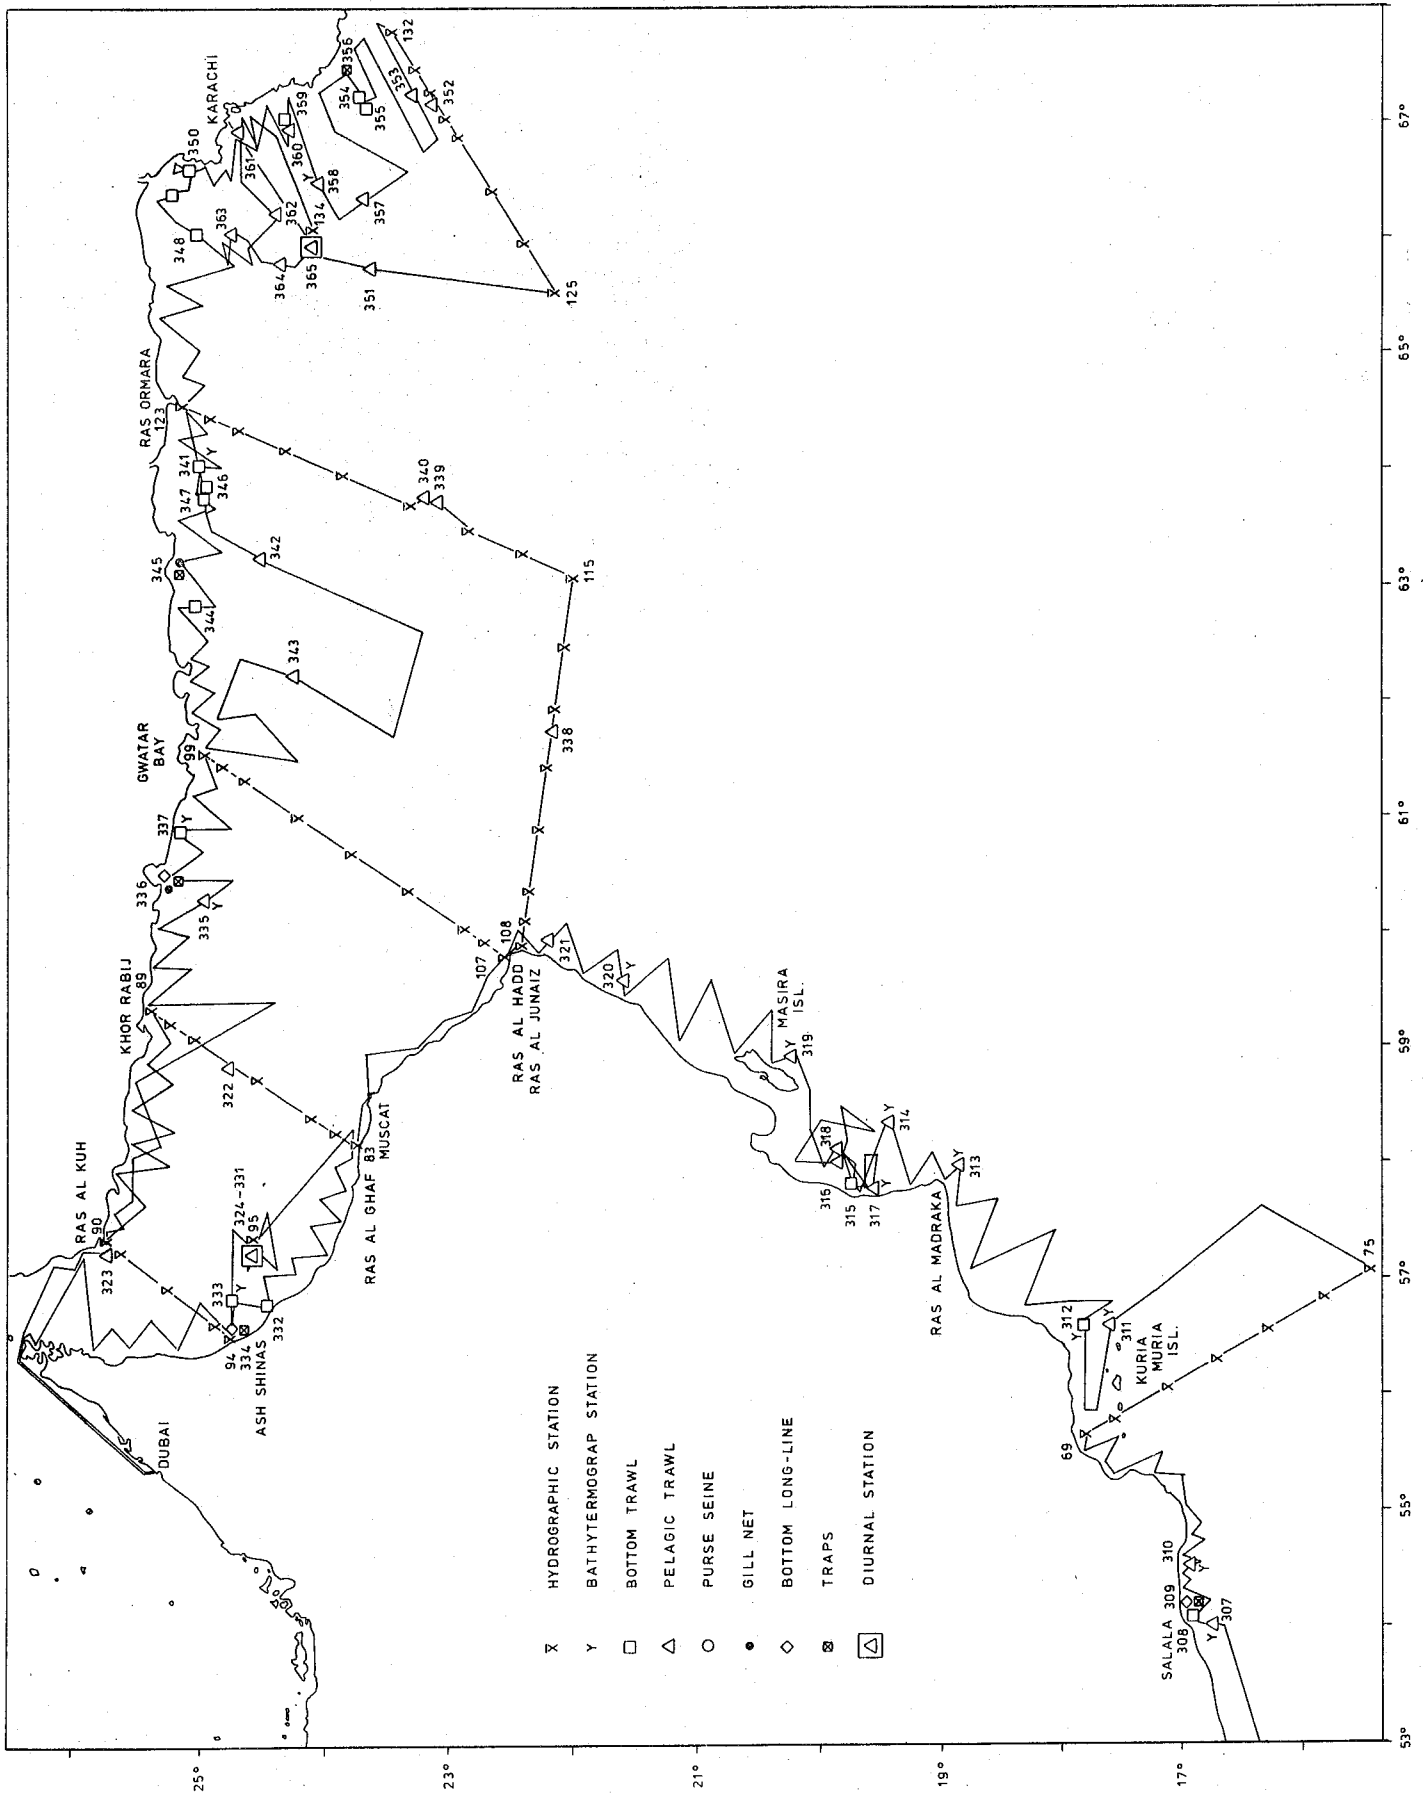 KARACHI
350
348
363
361
359
360
Y
358
362
134
364
365
351
357
354
355
356
353
352
132
125
RAS ORMARA
123
341
Y
347
346
340
339
342
345
344
343
115
GWATAR
BAY
99
337
Y
336
335
Y
338
KHOR RABIJ
89
107
108
RAS AL HADD
RAS AL JUNAIZ
321
320
Y
322
MASIRA
ISL.
Y
319
RAS AL KUH
90
323
MUSCAT
RAS AL GHAF 83
324-331
95
333
Y
332
94
334
ASH SHINAS
DUBAI
318
316
315
317
Y
Y
314
Y
313
RAS AL MADRAKA
312
Y
Y
311
KURIA
MURIA
ISL.
75
69
310
Y
SALALA 309
308
Y
307
HYDROGRAPHIC STATION
Y BATHYTERMOGRAP STATION
BOTTOM TRAWL
PELAGIC TRAWL
PURSE SEINE
GILL NET
BOTTOM LONG-LINE
TRAPS
DIURNAL STATION
25°
23°
21°
19°
17°
53°
55°
57°
59°
61°
63°
65°
67°